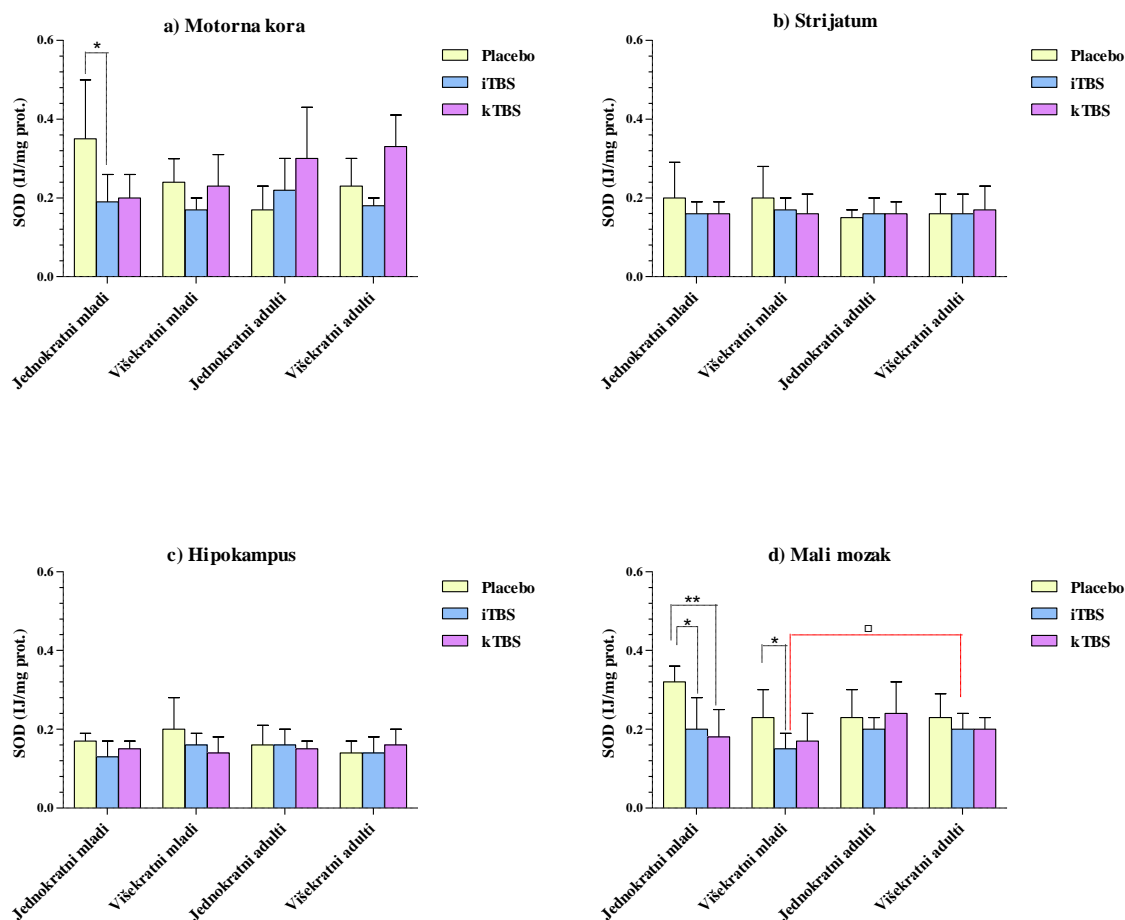 a) Motorna kora
SOD (IJ/mg prot.)
0.6
0.4
0.2
0.0
*
Placebo
iTBS
kTBS
Jednokratni mladi
Višekratni mladi
Jednokratni adulti
Višekratni adulti
b) Strijatum
SOD (IJ/mg prot.)
0.6
0.4
0.2
0.0
Placebo
iTBS
kTBS
Jednokratni mladi
Višekratni mladi
Jednokratni adulti
Višekratni adulti
c) Hipokampus
SOD (IJ/mg prot.)
0.6
0.4
0.2
0.0
Placebo
iTBS
kTBS
Jednokratni mladi
Višekratni mladi
Jednokratni adulti
Višekratni adulti
d) Mali mozak
SOD (IJ/mg prot.)
0.6
0.4
0.2
0.0
**
*
*
□
Placebo
iTBS
kTBS
Jednokratni mladi
Višekratni mladi
Jednokratni adulti
Višekratni adulti